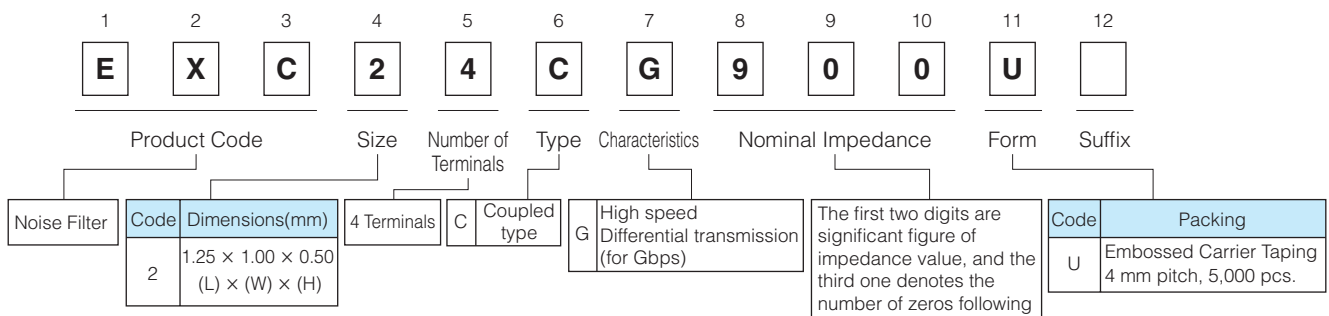 1 2 3 4 5 6 7 8 9 10 11 12
E X C 2 4 C G 9 0 0 U
Product Code Size Number of Terminals Type Characteristics Nominal Impedance Form Suffix
Noise Filter
Code Dimensions(mm)
2 1.25 × 1.00 × 0.50
(L) × (W) × (H)
4 Terminals
C Coupled
type
G High speed
Differential transmission
(for Gbps)
The first two digits are
significant figure of
impedance value, and the
third one denotes the
number of zeros following
Code Packing
U Embossed Carrier Taping
4 mm pitch, 5,000 pcs.